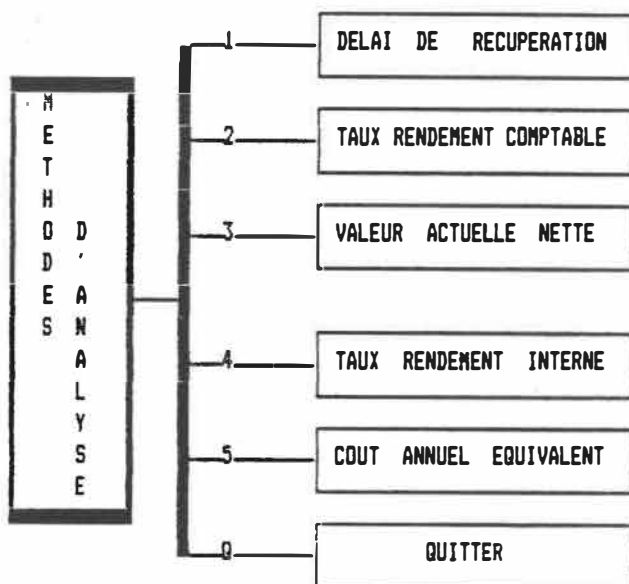 METHODES
D'ANALYSE
1 DELAI DE RECUPERATION
2 TAUX RENDEMENT COMPTABLE
3 VALEUR ACTUELLE NETTE
4 TAUX RENDEMENT INTERNE
5 COUT ANNUEL EQUIVALENT
Q QUITTER